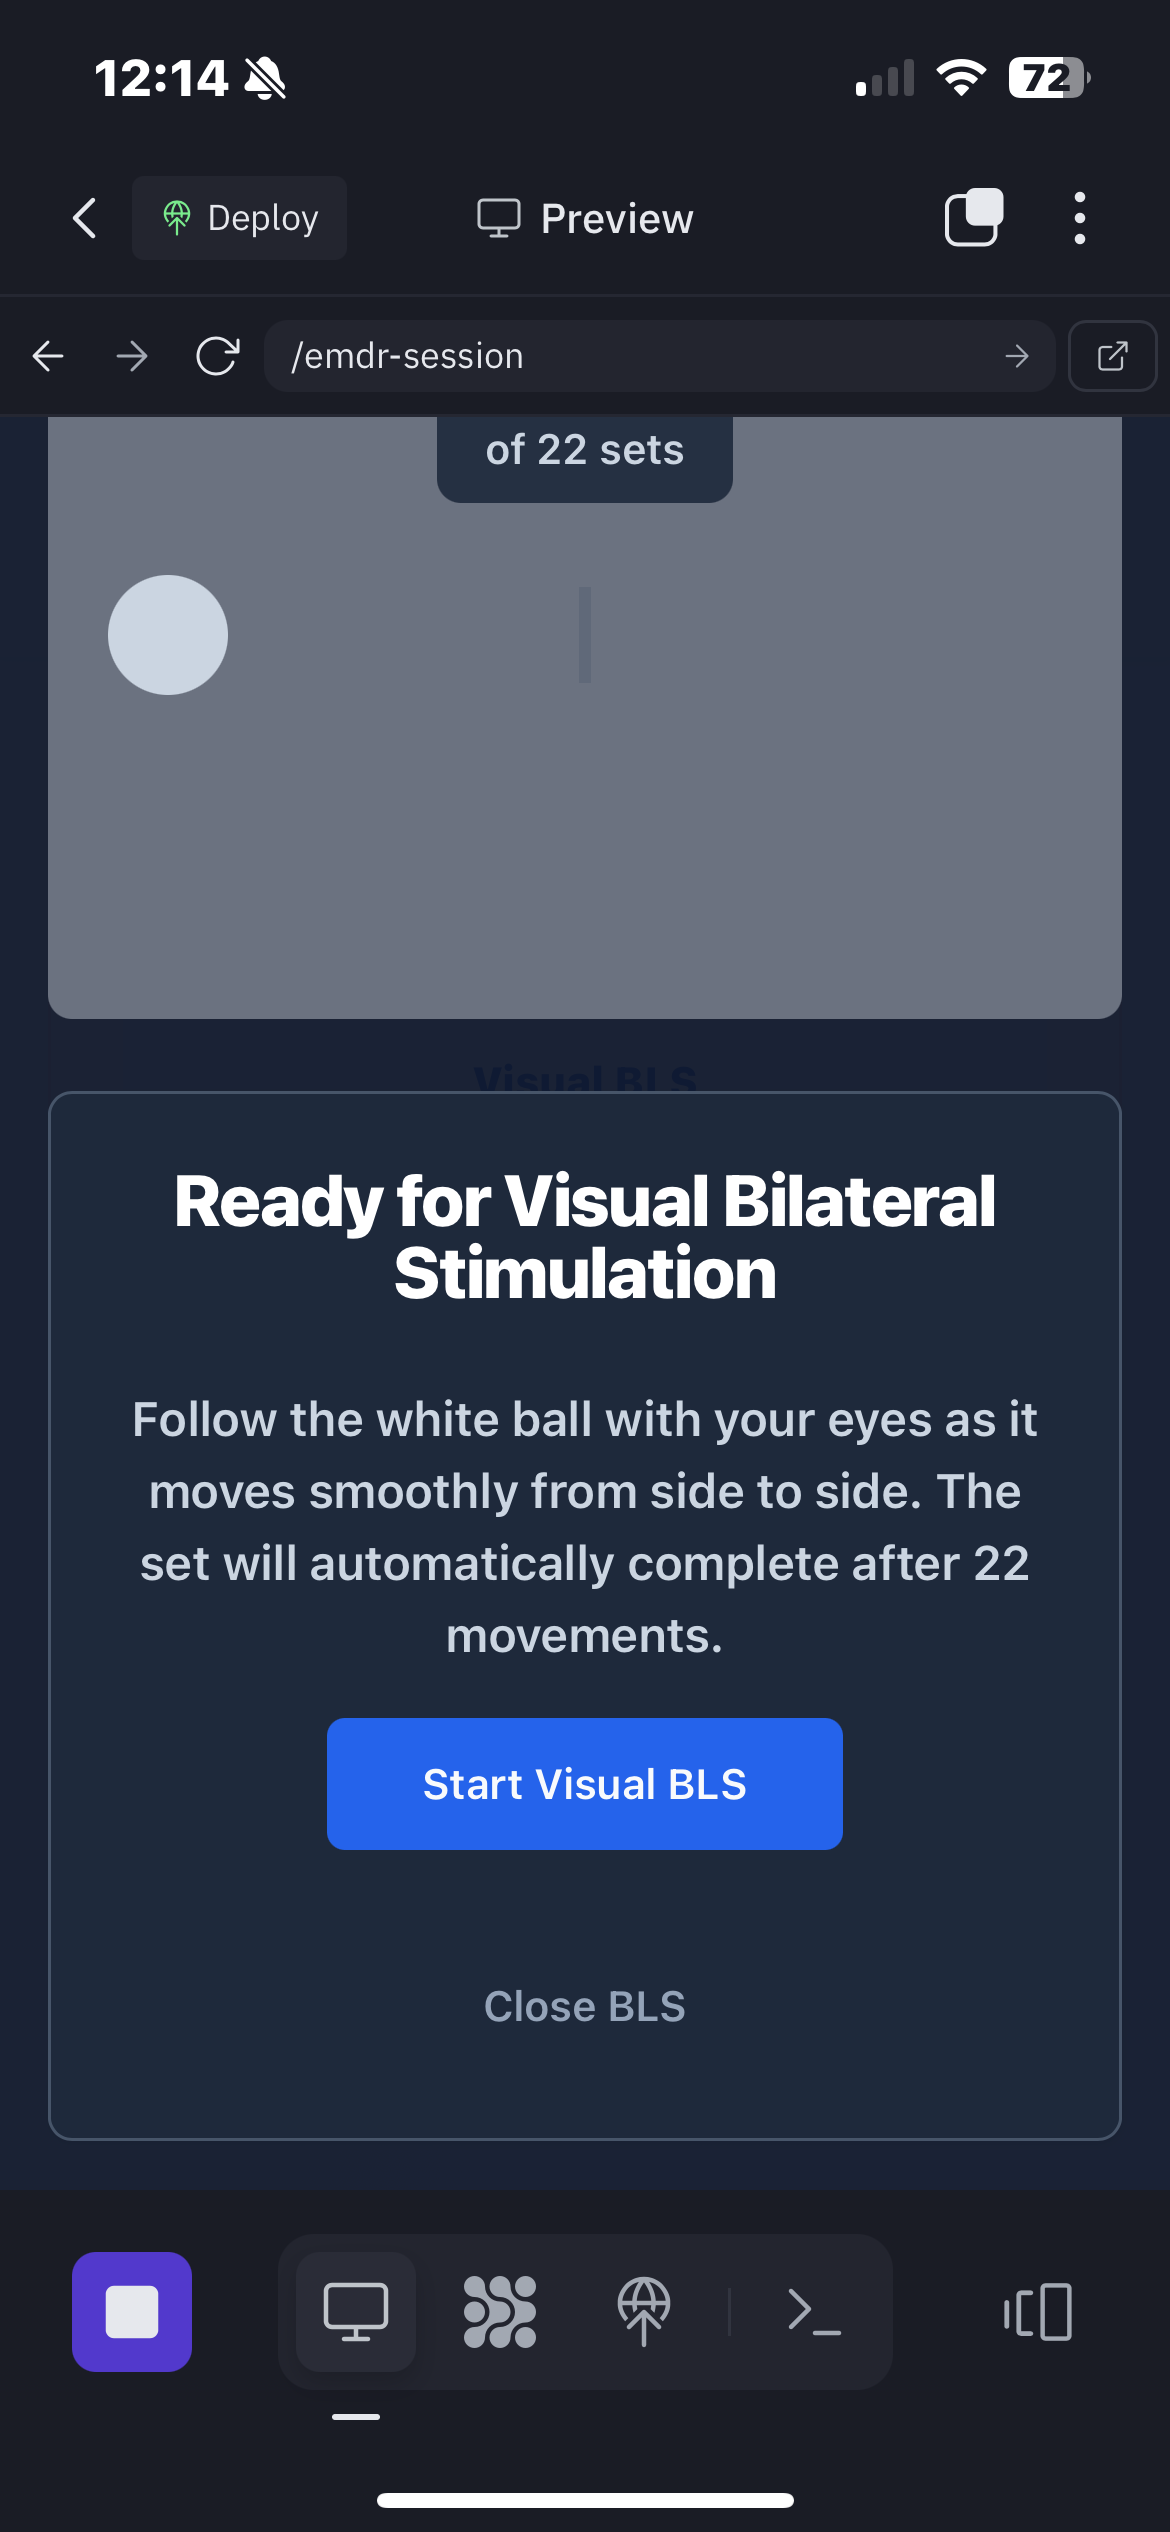 12:14
72
Deploy
Preview
/emdr-session
of 22 sets
Visual BLS
Ready for Visual Bilateral
Stimulation
Follow the white ball with your eyes as it
moves smoothly from side to side. The
set will automatically complete after 22
movements.
Start Visual BLS
Close BLS